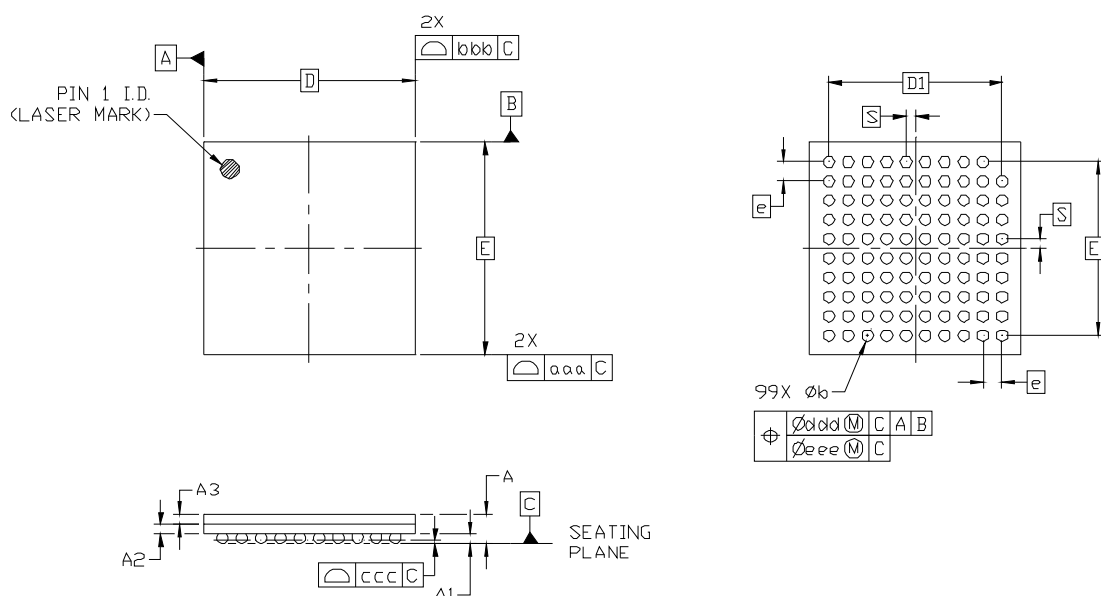 2X
bbb C
A
D
PIN 1 I.D.
(LASER MARK)
B
E
2X
aaa C
D1
S
e
S
E
e
99X Øb
Øddd Ⓜ C A B
Øeee Ⓜ C
A3
A
C
SEATING
PLANE
A2
ccc C
A1